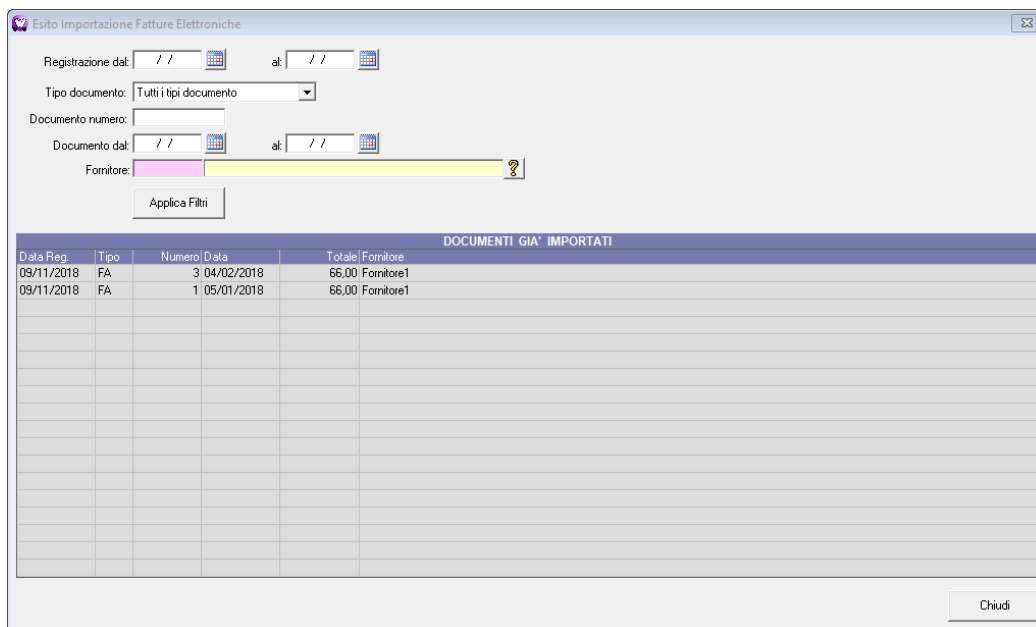 Esito Importazione Fatture Elettroniche
Registrazione dal: / / al: / /
Tipo documento: Tutti i tipi documento
Documento numero:
Documento dal: / / al: / /
Fornitore: ?
Applica Filtri
DOCUMENTI GIA' IMPORTATI
Data Reg. Tipo Numero Data Totale Fornitore
09/11/2018 FA 3 04/02/2018 66,00 Fornitore1
09/11/2018 FA 1 05/01/2018 66,00 Fornitore1
Chiudi